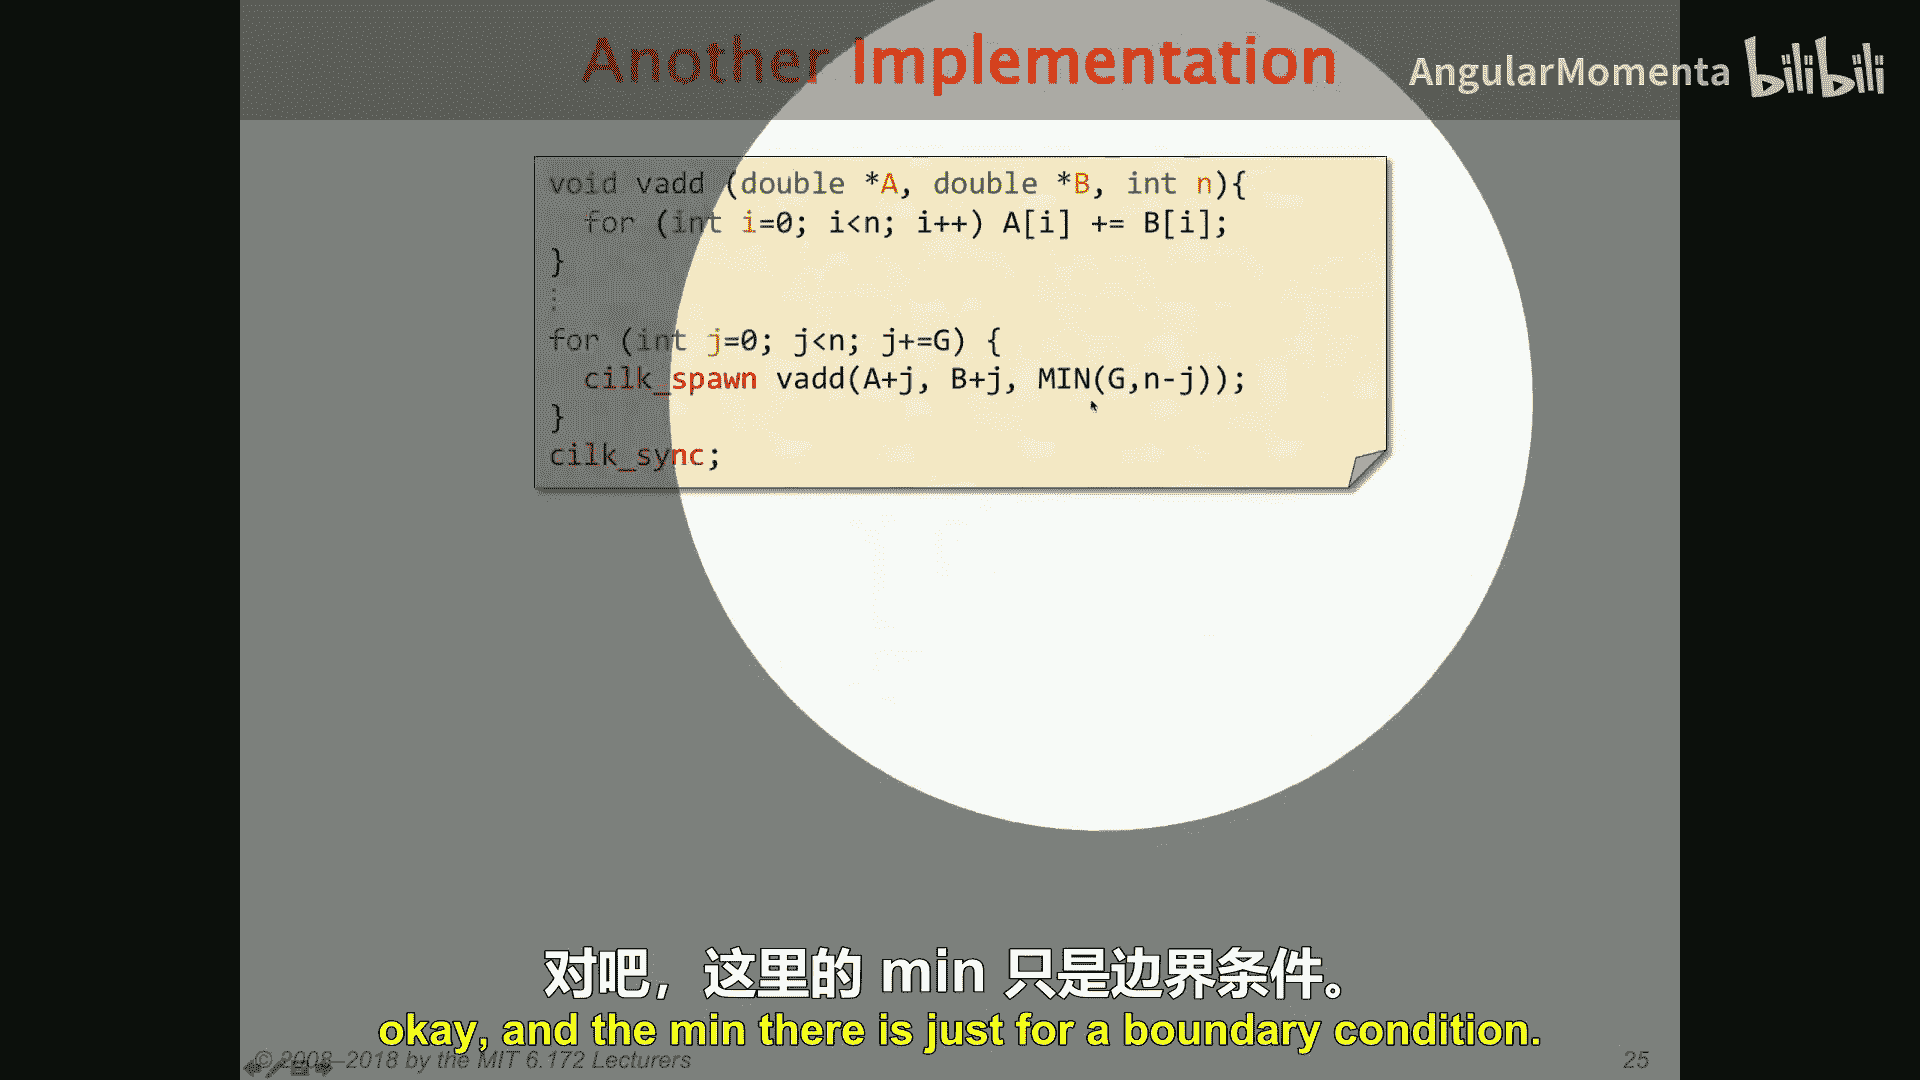 Another Implementation
AngularMomenta bilibili
void vadd (double *A, double *B, int n){
for (int i=0; i<n; i++) A[i] += B[i];
}
⋮
for (int j=0; j<n; j+=G) {
cilk_spawn vadd(A+j, B+j, MIN(G,n-j));
}
cilk_sync;
对吧，这里的 min 只是边界条件。
okay, and the min there is just for a boundary condition.
© 2008–2018 by the MIT 6.172 Lecturers
25